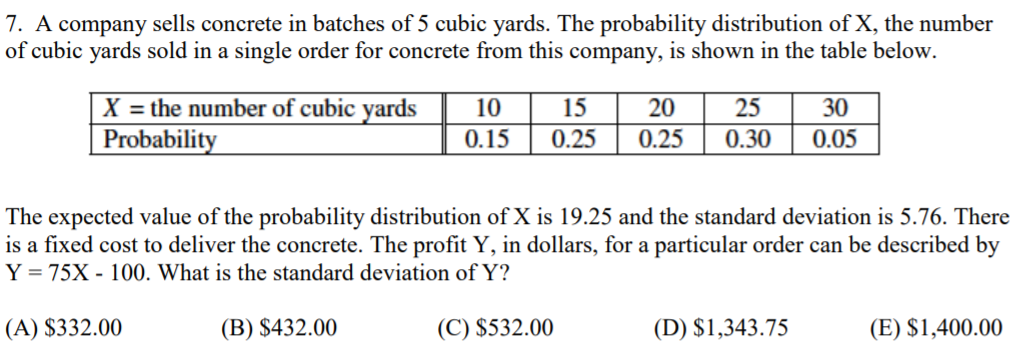 7. A company sells concrete in batches of 5 cubic yards. The probability distribution of X, the number
of cubic yards sold in a single order for concrete from this company, is shown in the table below.
X = the number of cubic yards 10 15 20 25 30
Probability 0.15 0.25 0.25 0.30 0.05
The expected value of the probability distribution of X is 19.25 and the standard deviation is 5.76. There
is a fixed cost to deliver the concrete. The profit Y, in dollars, for a particular order can be described by
Y = 75X - 100. What is the standard deviation of Y?
(A) $332.00 (B) $432.00 (C) $532.00 (D) $1,343.75 (E) $1,400.00